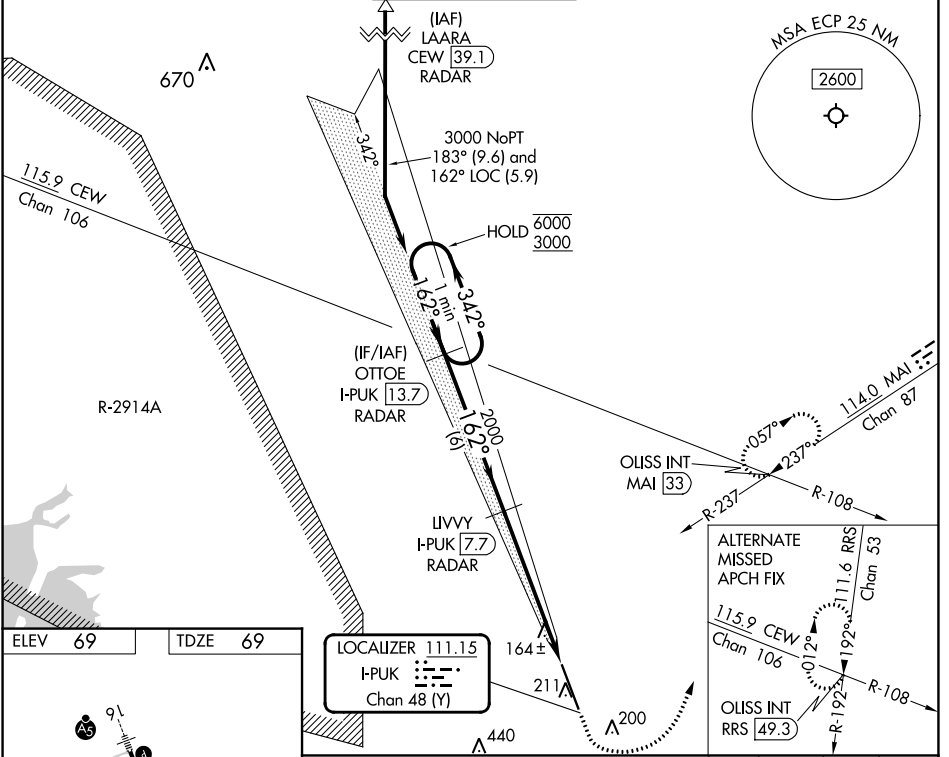 (IAF)
LAARA
CEW 39.1
RADAR
670
MSA ECP 25 NM
2600
342°
3000 NoPT
183° (9.6) and
162° LOC (5.9)
115.9 CEW
Chan 106
HOLD 6000
3000
162°
1 min
342°
(IF/IAF)
OTTOE
I-PUK 13.7
RADAR
R-2914A
2000
162°
(6)
114.0 MAI
Chan 87
057°
237°
OLISS INT
MAI 33
R-237
R-108
LIVVY
I-PUK 7.7
RADAR
ALTERNATE
MISSED
APCH FIX
111.6 RRS
Chan 53
115.9 CEW
Chan 106
012°
192°
R-108
OLISS INT
RRS 49.3
R-192
ELEV 69
TDZE 69
LOCALIZER 111.15
I-PUK
Chan 48 (Y)
164±
211
200
440
16
A5
A